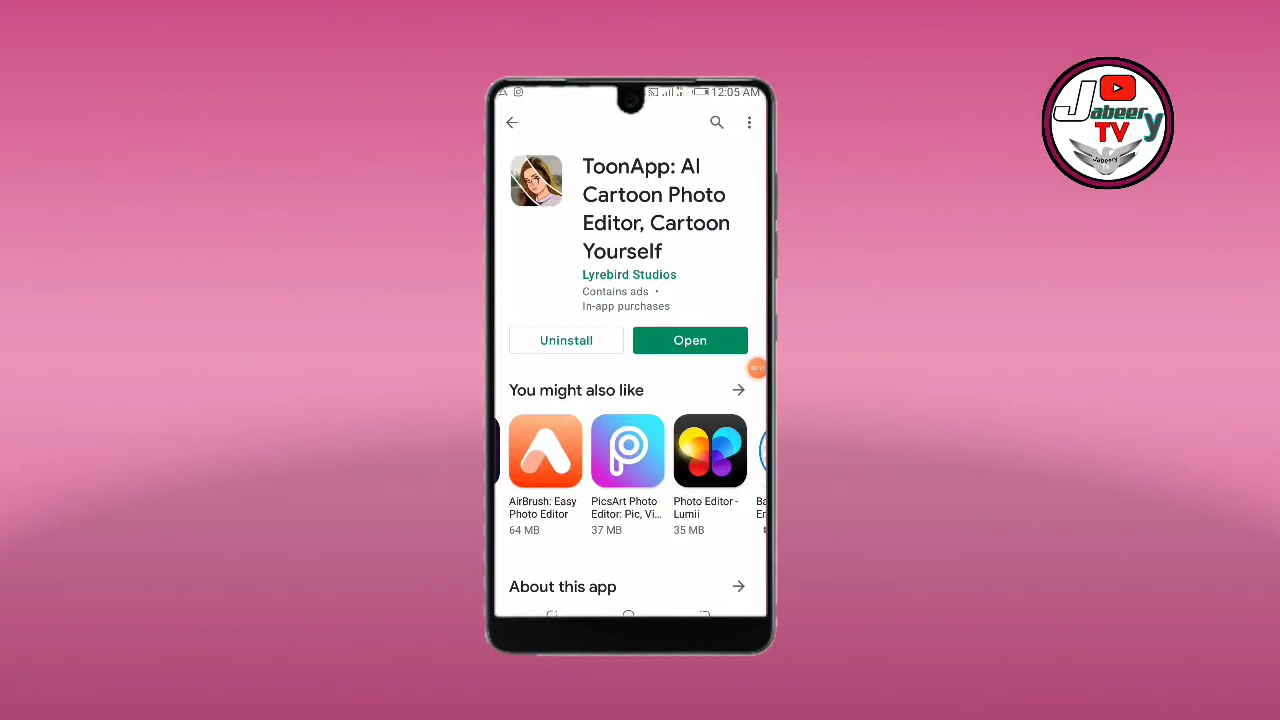 12:05 AM
ToonApp: AI
Cartoon Photo
Editor, Cartoon
Yourself
Lyrebird Studios
Contains ads •
In-app purchases
Uninstall
Open
You might also like
AirBrush: Easy
Photo Editor
64 MB
PicsArt Photo
Editor: Pic, Vi...
37 MB
Photo Editor -
Lumii
35 MB
Ba
About this app
Jabeery
TV
Jabeery